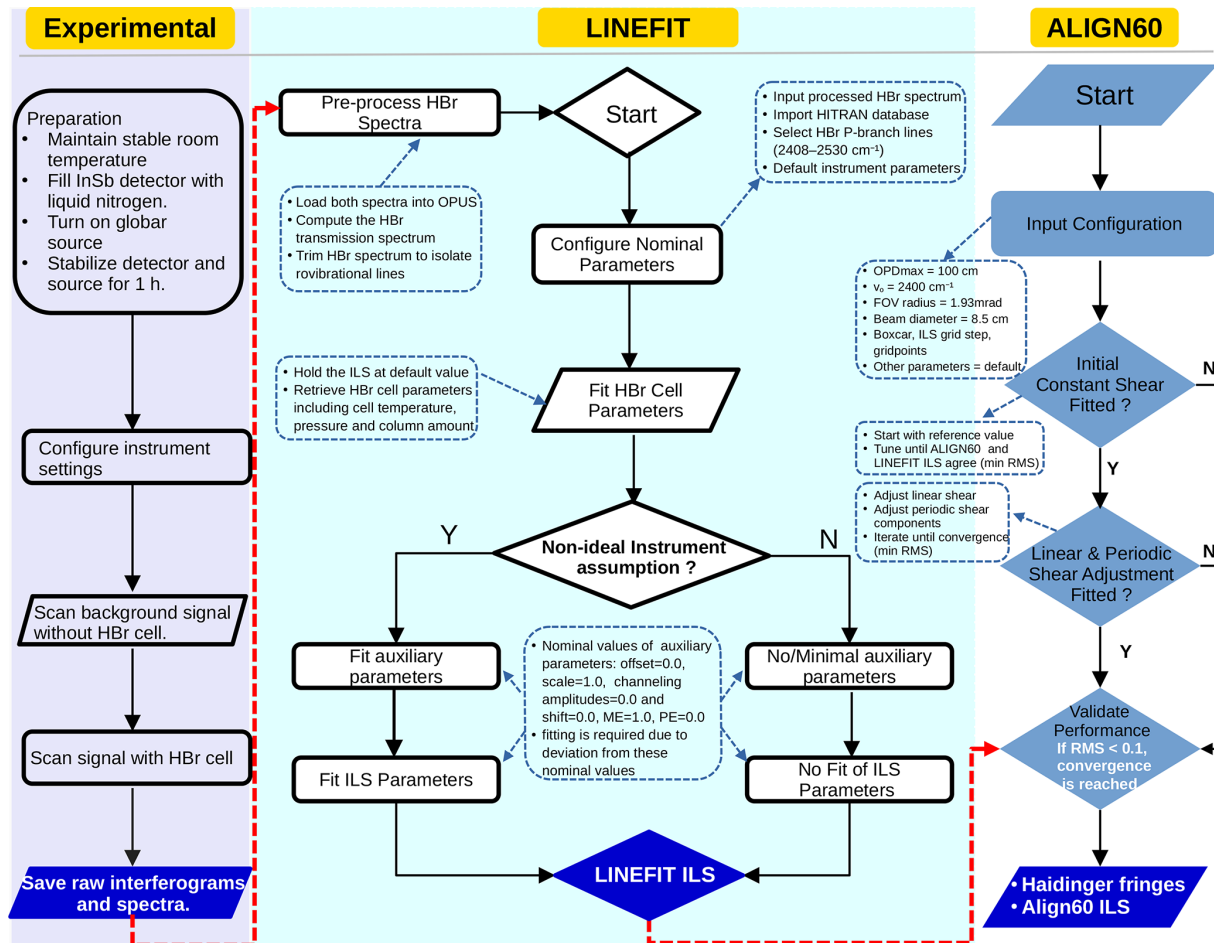 Experimental
Preparation
• Maintain stable room
temperature
• Fill InSb detector with
liquid nitrogen.
• Turn on globar
source
• Stabilize detector and
source for 1 h.
Configure instrument
settings
Scan background signal
without HBr cell.
Scan signal with HBr cell
Save raw interferograms
and spectra.
LINEFIT
Pre-process HBr
Spectra
Start
• Input processed HBr spectrum
• Import HITRAN database
• Select HBr P-branch lines
(2408–2530 cm⁻¹)
• Default instrument parameters
• Load both spectra into OPUS
• Compute the HBr
transmission spectrum
• Trim HBr spectrum to isolate
rovibrational lines
Configure Nominal
Parameters
• Hold the ILS at default value
• Retrieve HBr cell parameters
including cell temperature,
pressure and column amount
Fit HBr Cell
Parameters
Y
Non-ideal Instrument
assumption ?
N
Fit auxiliary
parameters
• Nominal values of auxiliary
parameters: offset=0.0,
scale=1.0, channeling
amplitudes=0.0 and
shift=0.0, ME=1.0, PE=0.0
• fitting is required due to
deviation from these
nominal values
No/Minimal auxiliary
parameters
Fit ILS Parameters
No Fit of ILS
Parameters
LINEFIT ILS
ALIGN60
Start
Input Configuration
• OPDmax = 100 cm
• vₒ = 2400 cm⁻¹
• FOV radius = 1.93mrad
• Beam diameter = 8.5 cm
• Boxcar, ILS grid step,
gridpoints
• Other parameters = default
Initial
Constant Shear
Fitted ?
N
• Start with reference value
• Tune until ALIGN60 and
LINEFIT ILS agree (min RMS)
Y
• Adjust linear shear
• Adjust periodic shear
components
• Iterate until convergence
(min RMS)
Linear & Periodic
Shear Adjustment
Fitted ?
N
Y
Validate
Performance
If RMS < 0.1,
convergence
is reached
• Haidinger fringes
• Align60 ILS